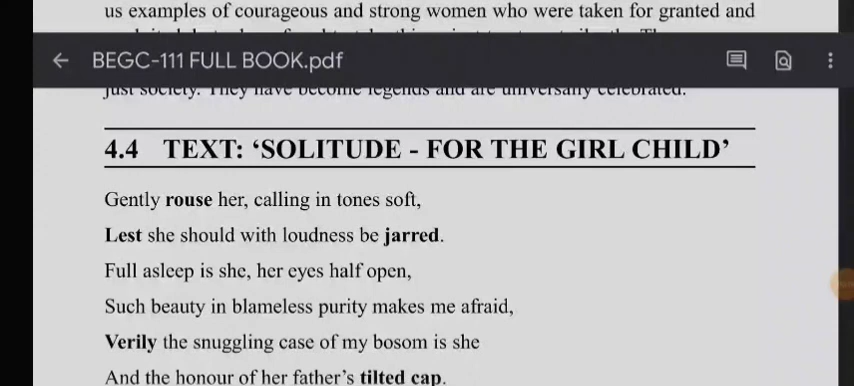 us examples of courageous and strong women who were taken for granted and
BEGC-111 FULL BOOK.pdf
just society. They have become legends and are universally celebrated.
4.4 TEXT: ‘SOLITUDE - FOR THE GIRL CHILD’
Gently rouse her, calling in tones soft,
Lest she should with loudness be jarred.
Full asleep is she, her eyes half open,
Such beauty in blameless purity makes me afraid,
Verily the snuggling case of my bosom is she
And the honour of her father’s tilted cap.